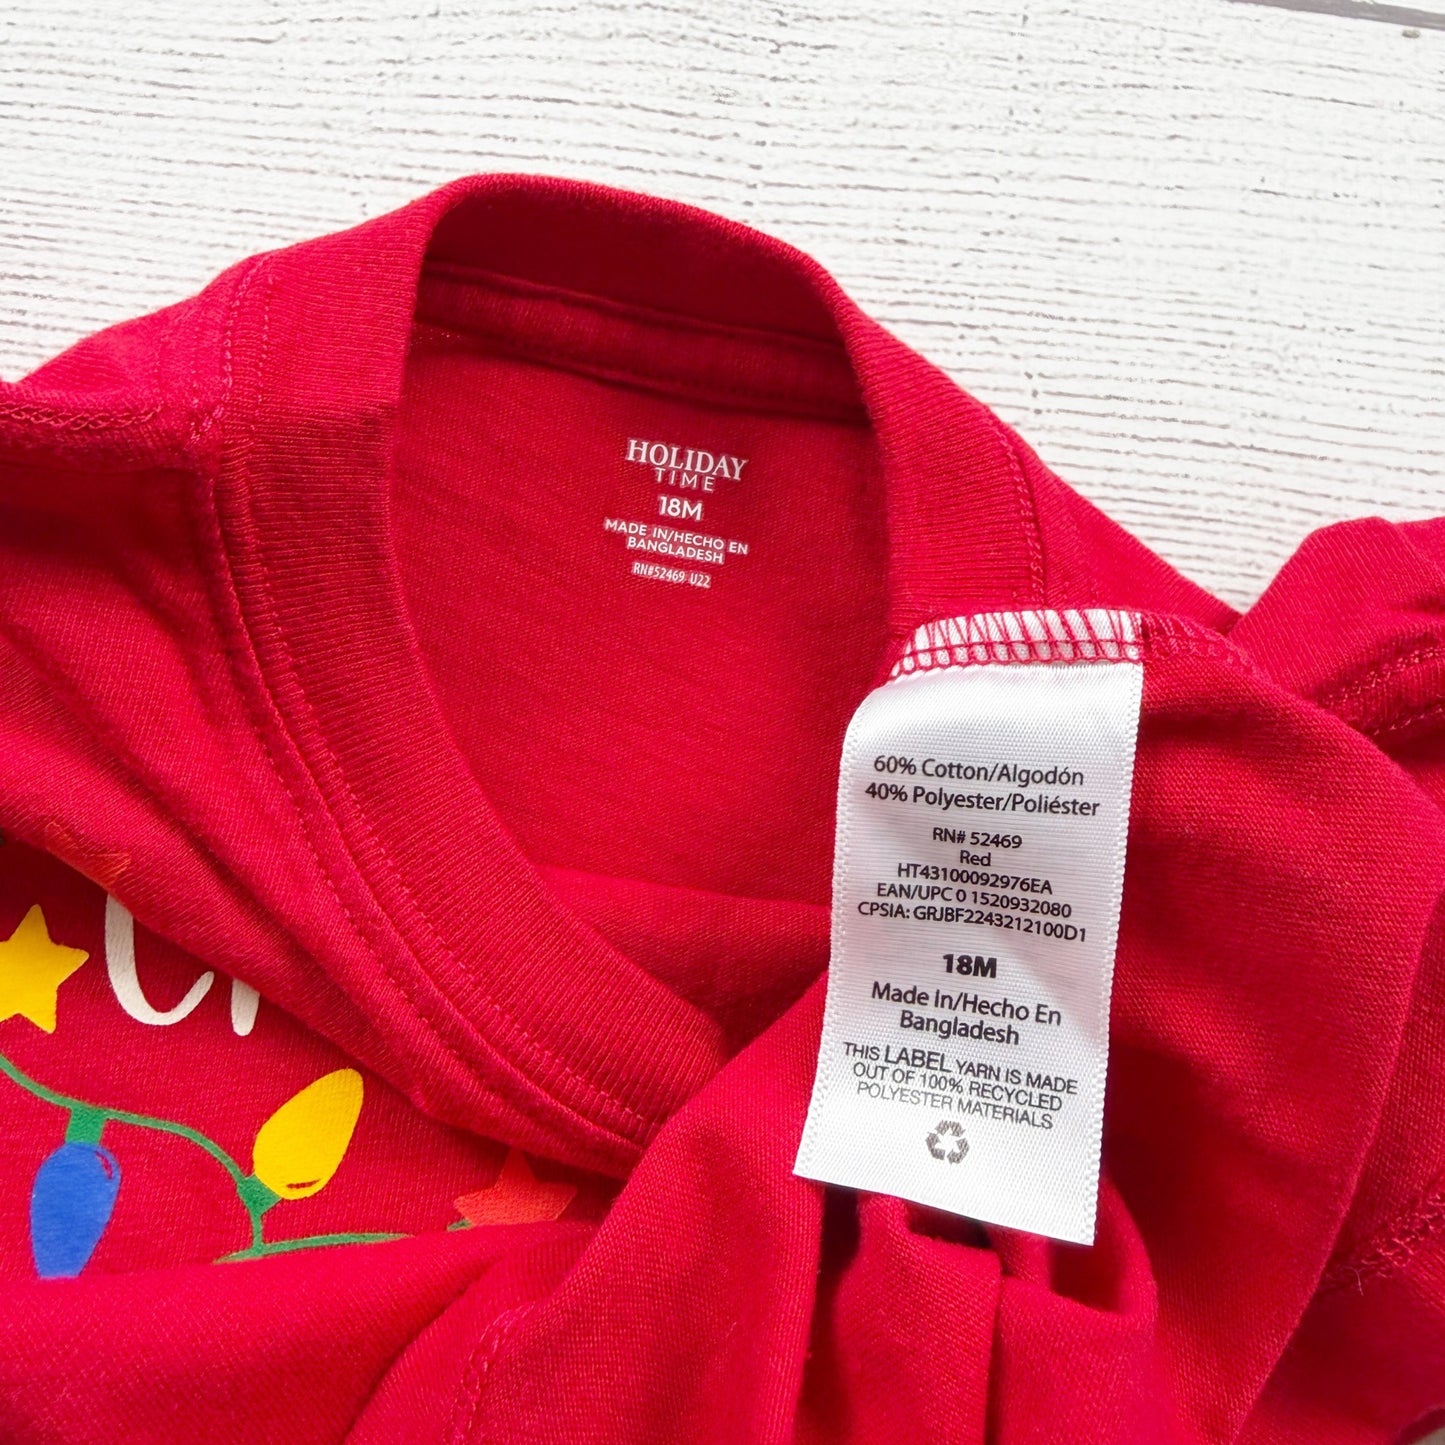 HOLIDAY
TIME
18M
MADE IN/HECHO EN
BANGLADESH
RN#52469 U22
60% Cotton/Algodón
40% Polyester/Poliéster
RN# 52469
Red
HT43100092976EA
EAN/UPC 0 1520932080
CPSIA: GRJBF2243212100D1
18M
Made In/Hecho En
Bangladesh
THIS LABEL YARN IS MADE
OUT OF 100% RECYCLED
POLYESTER MATERIALS